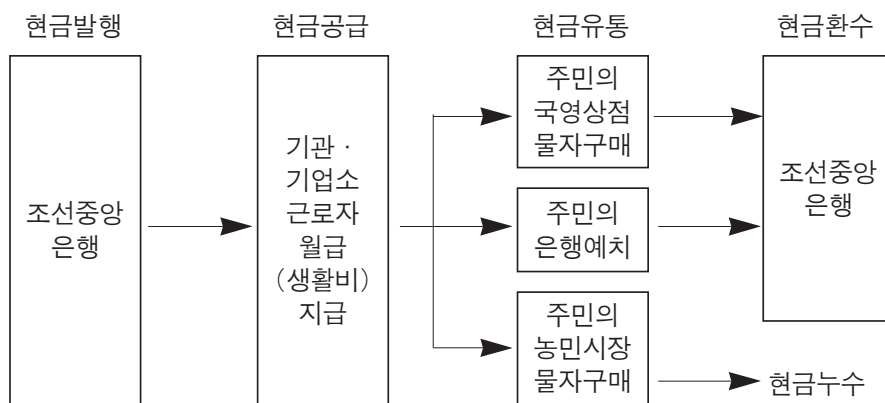 현금발행
현금공급
현금유통
현금환수
조선중앙
은행
기관 ·
기업소
근로자
월급
(생활비)
지급
주민의
국영상점
물자구매
주민의
은행예치
주민의
농민시장
물자구매
조선중앙
은행
현금누수